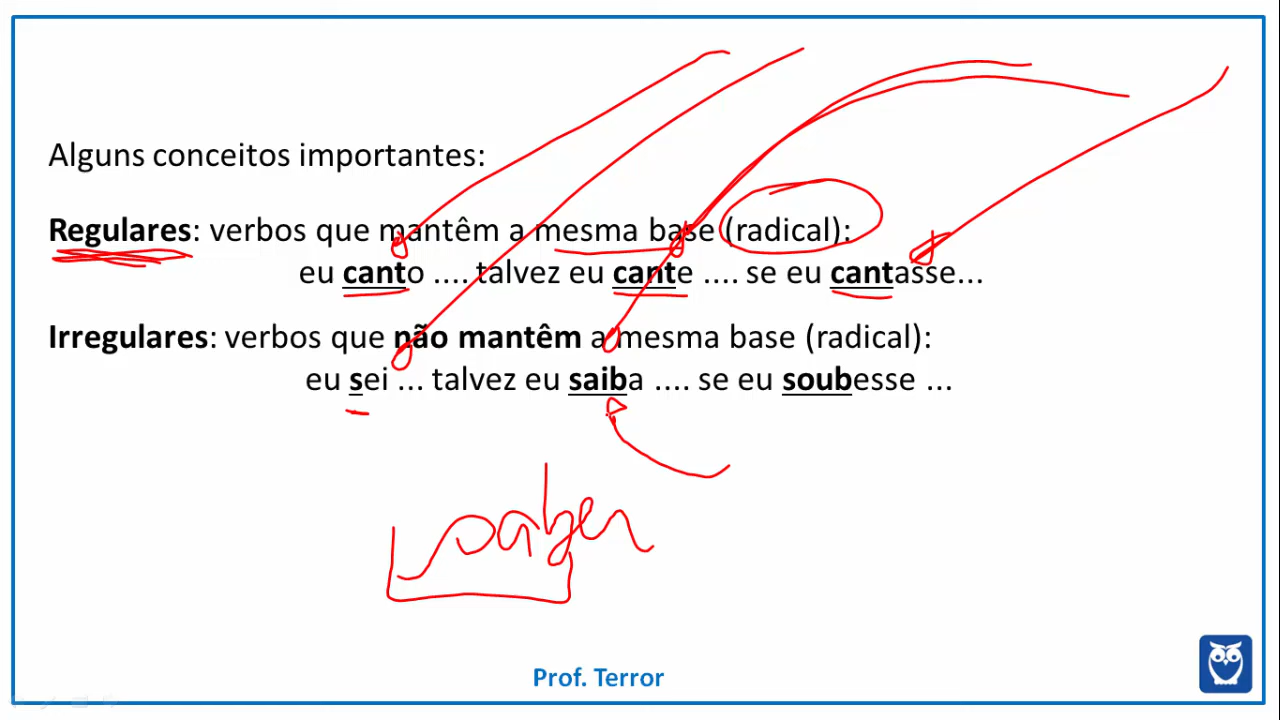 Alguns conceitos importantes:
Regulares: verbos que mantêm a mesma base (radical):
eu canto .... talvez eu cante .... se eu cantasse...
Irregulares: verbos que não mantêm a mesma base (radical):
eu sei ... talvez eu saiba .... se eu soubesse ...
saber
Prof. Terror